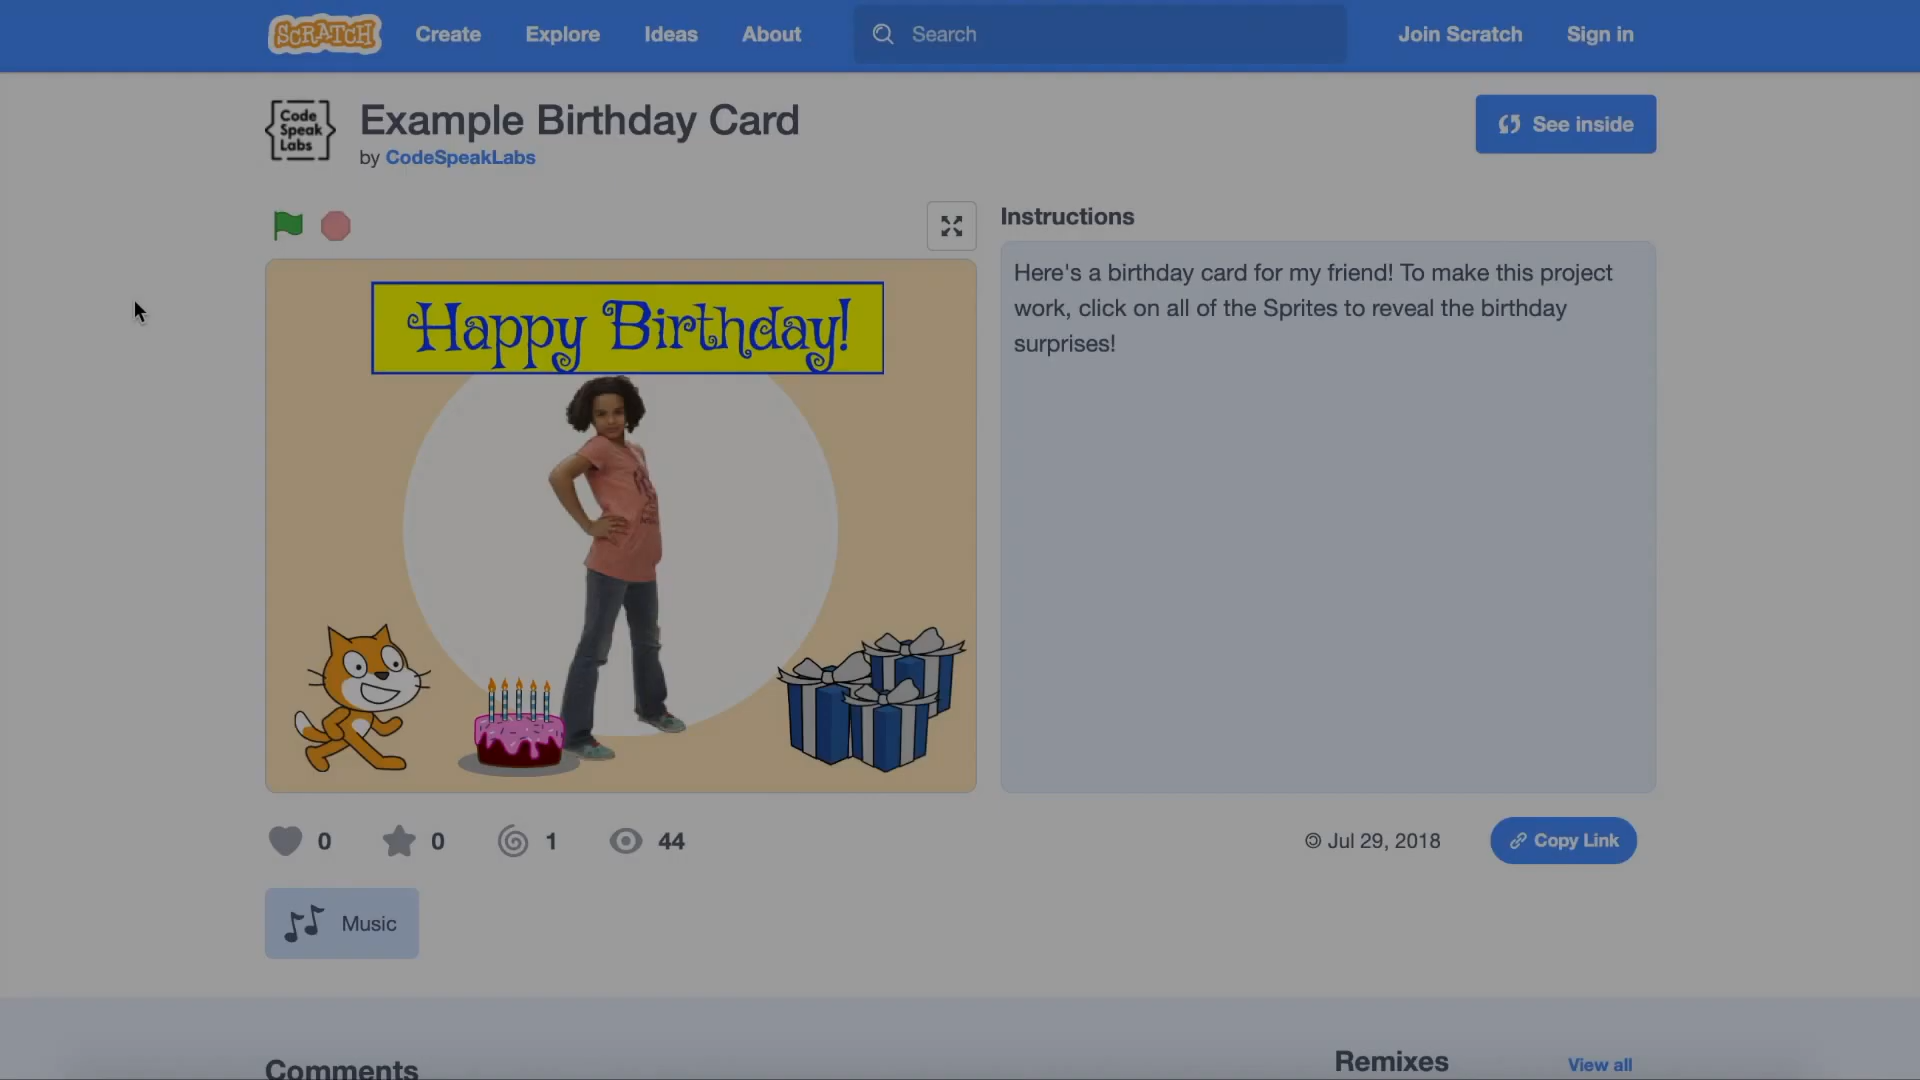 SCRATCH Create Explore Ideas About Search Join Scratch Sign in
Code
Speak
Labs
Example Birthday Card
by CodeSpeakLabs
See inside
Instructions
Here's a birthday card for my friend! To make this project
work, click on all of the Sprites to reveal the birthday
surprises!
Happy Birthday!
0 0 1 44
© Jul 29, 2018 Copy Link
Music
Comments
Remixes View all